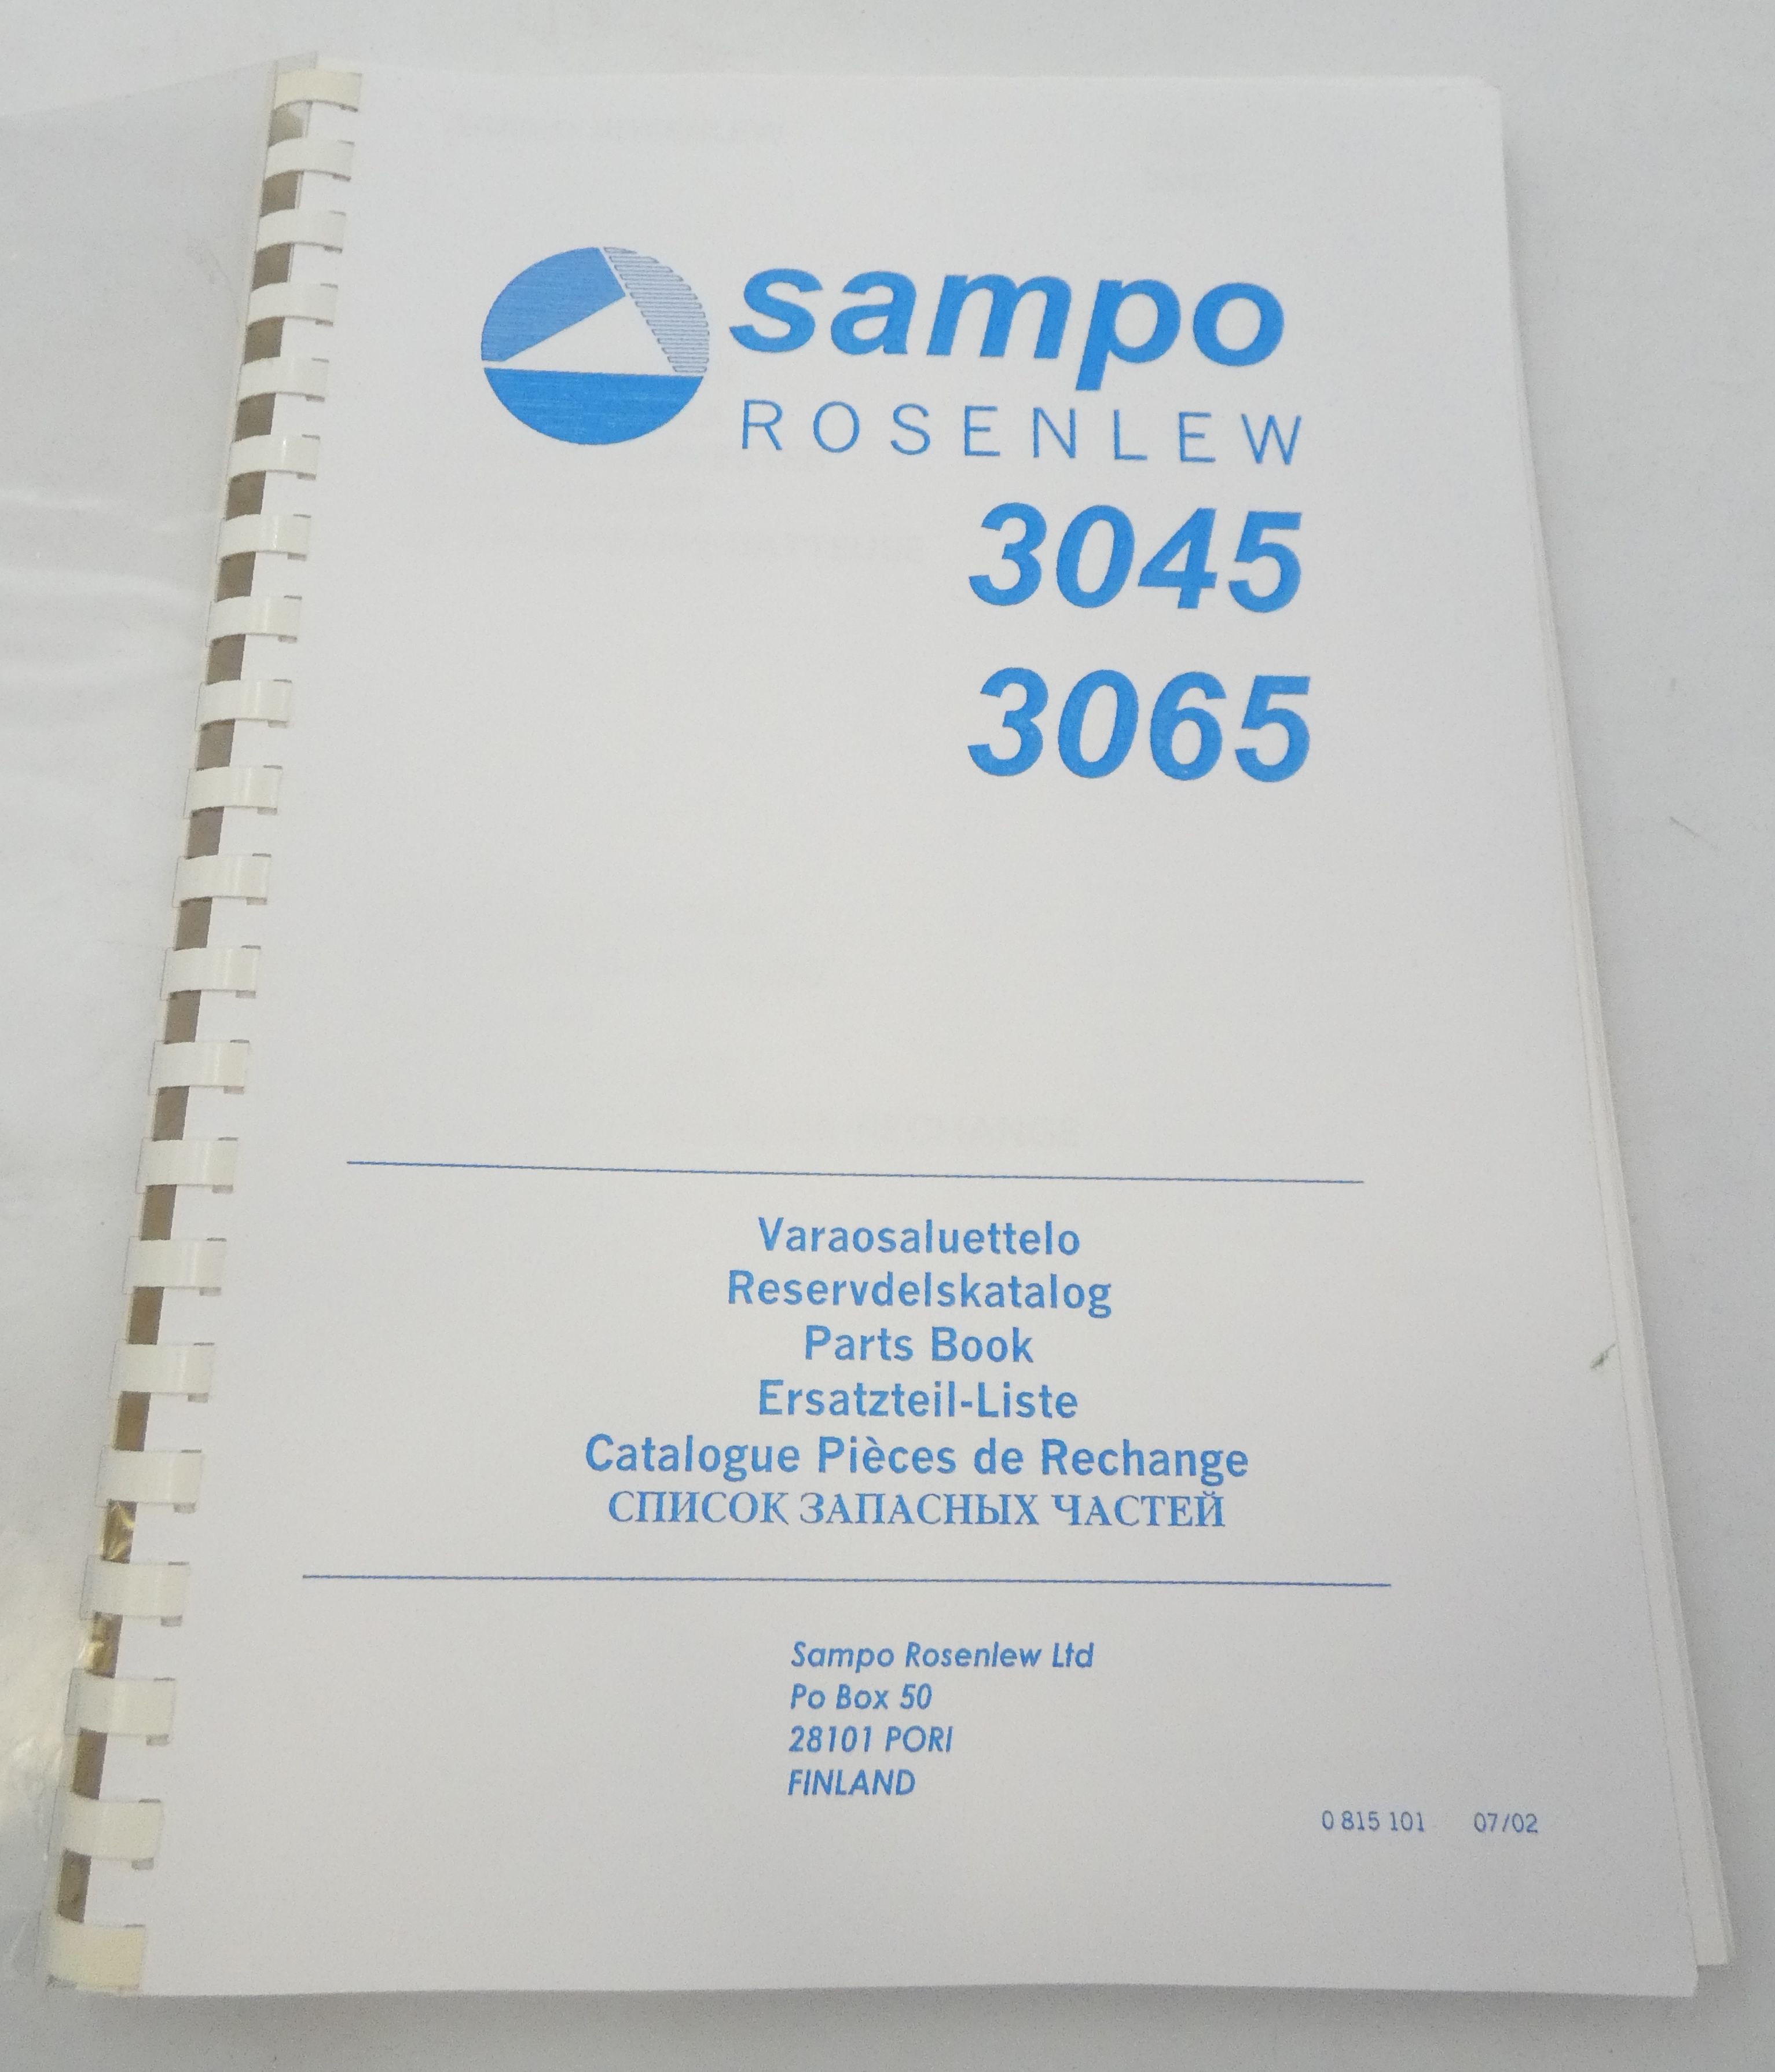 sampo
ROSENLEW
3045
3065
Varaosaluettelo
Reservdelskatalog
Parts Book
Ersatzteil-Liste
Catalogue Pièces de Rechange
СПИСОК ЗАПАСНЫХ ЧАСТЕЙ
Sampo Rosenlew Ltd
Po Box 50
28101 PORI
FINLAND
0 815 101 07/02